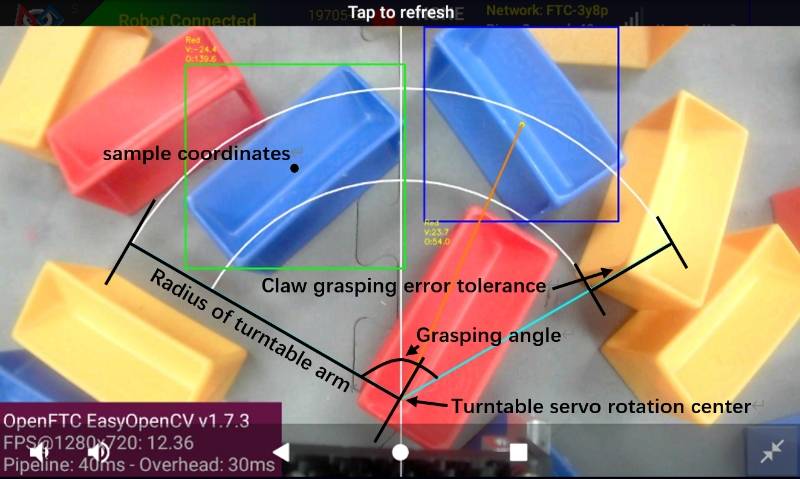 Tap to refresh
Robot Connected
Network: FTC-3y8p
Red
V:-24.4
O:139.6
sample coordinates
Red
V:23.7
O:54.0
Claw grasping error tolerance
Radius of turntable arm
Grasping angle
Turntable servo rotation center
OpenFTC EasyOpenCV v1.7.3
FPS@1280x720: 12.36
Pipeline: 40ms - Overhead: 30ms